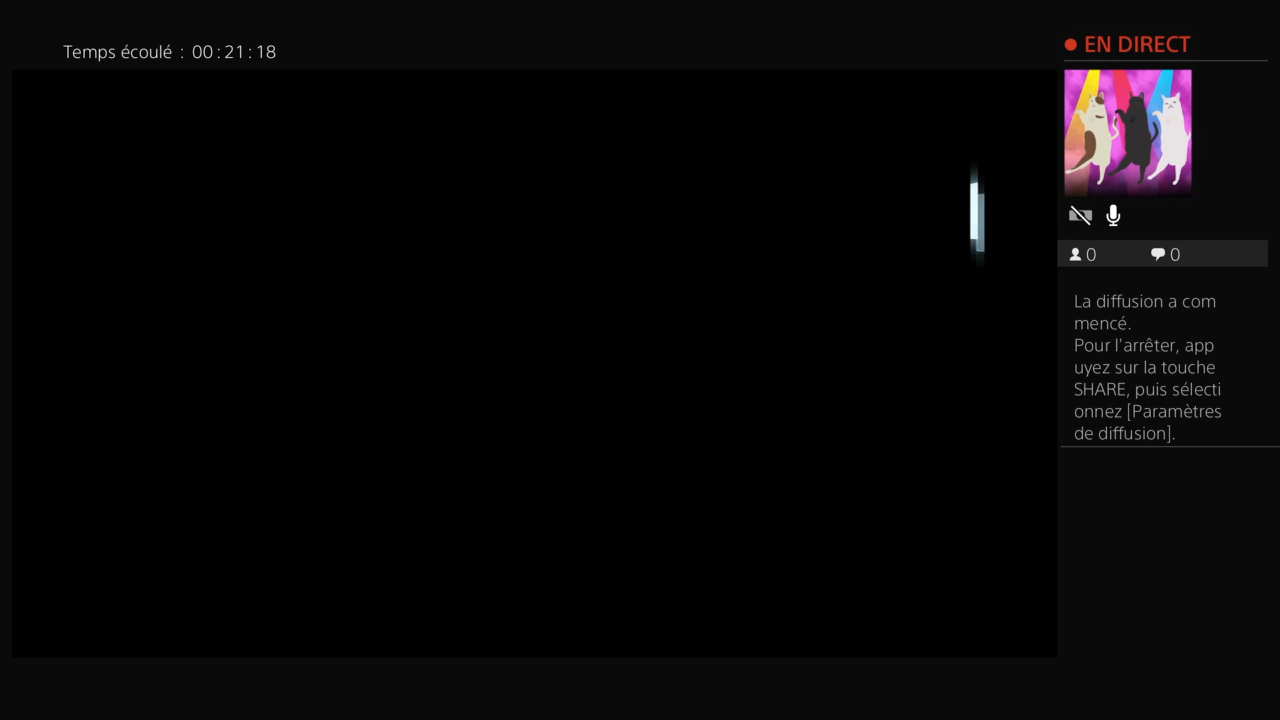 Temps écoulé : 00:21:18
EN DIRECT
0 0
La diffusion a com
mencé.
Pour l'arrêter, app
uyez sur la touche
SHARE, puis sélecti
onnez [Paramètres
de diffusion].